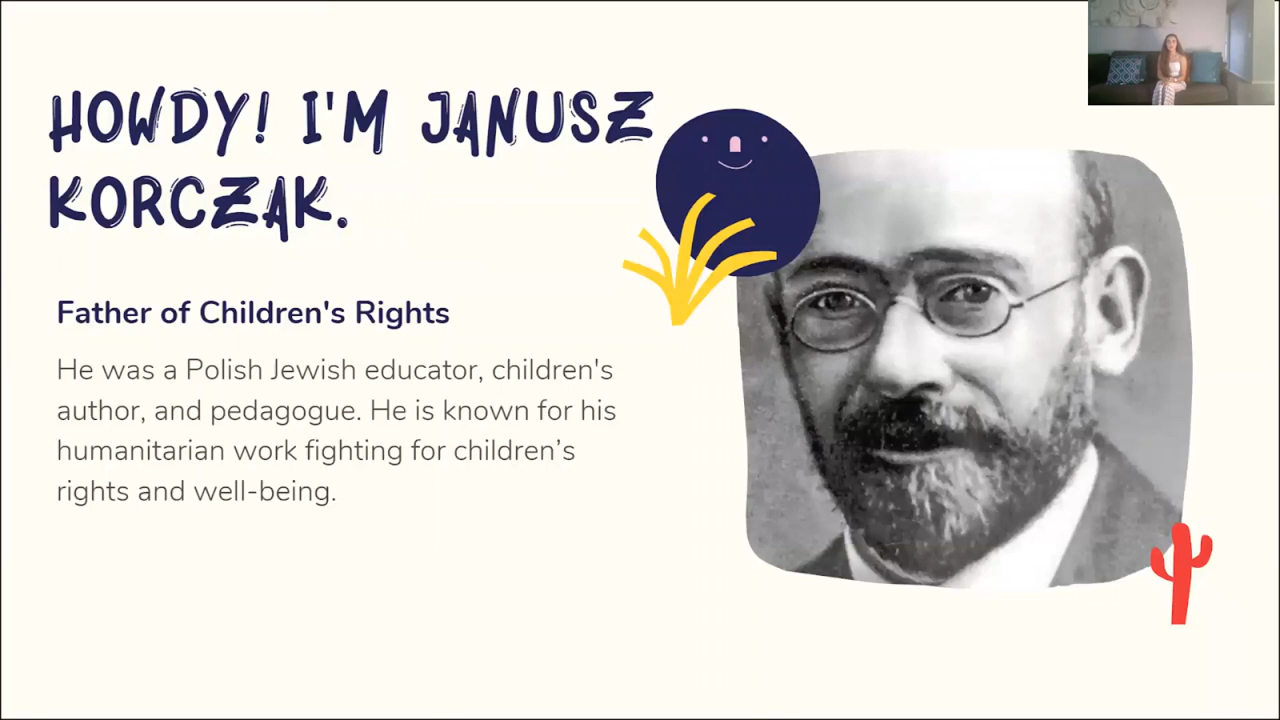 HOWDY! I'M JANUSZ
KORCZAK.
Father of Children's Rights
He was a Polish Jewish educator, children's
author, and pedagogue. He is known for his
humanitarian work fighting for children’s
rights and well-being.